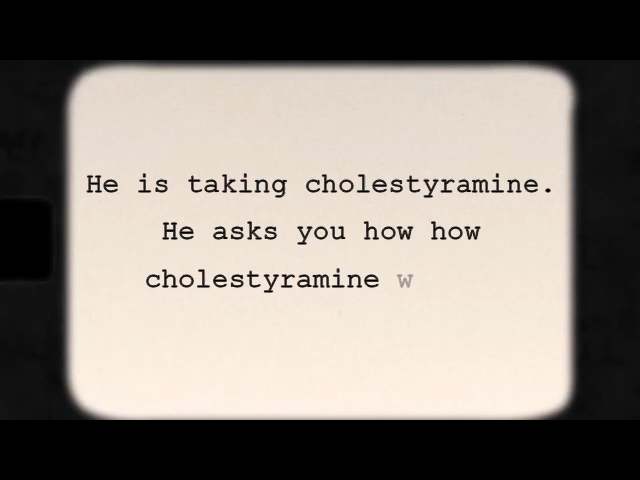 He is taking cholestyramine.
He asks you how how
cholestyramine w